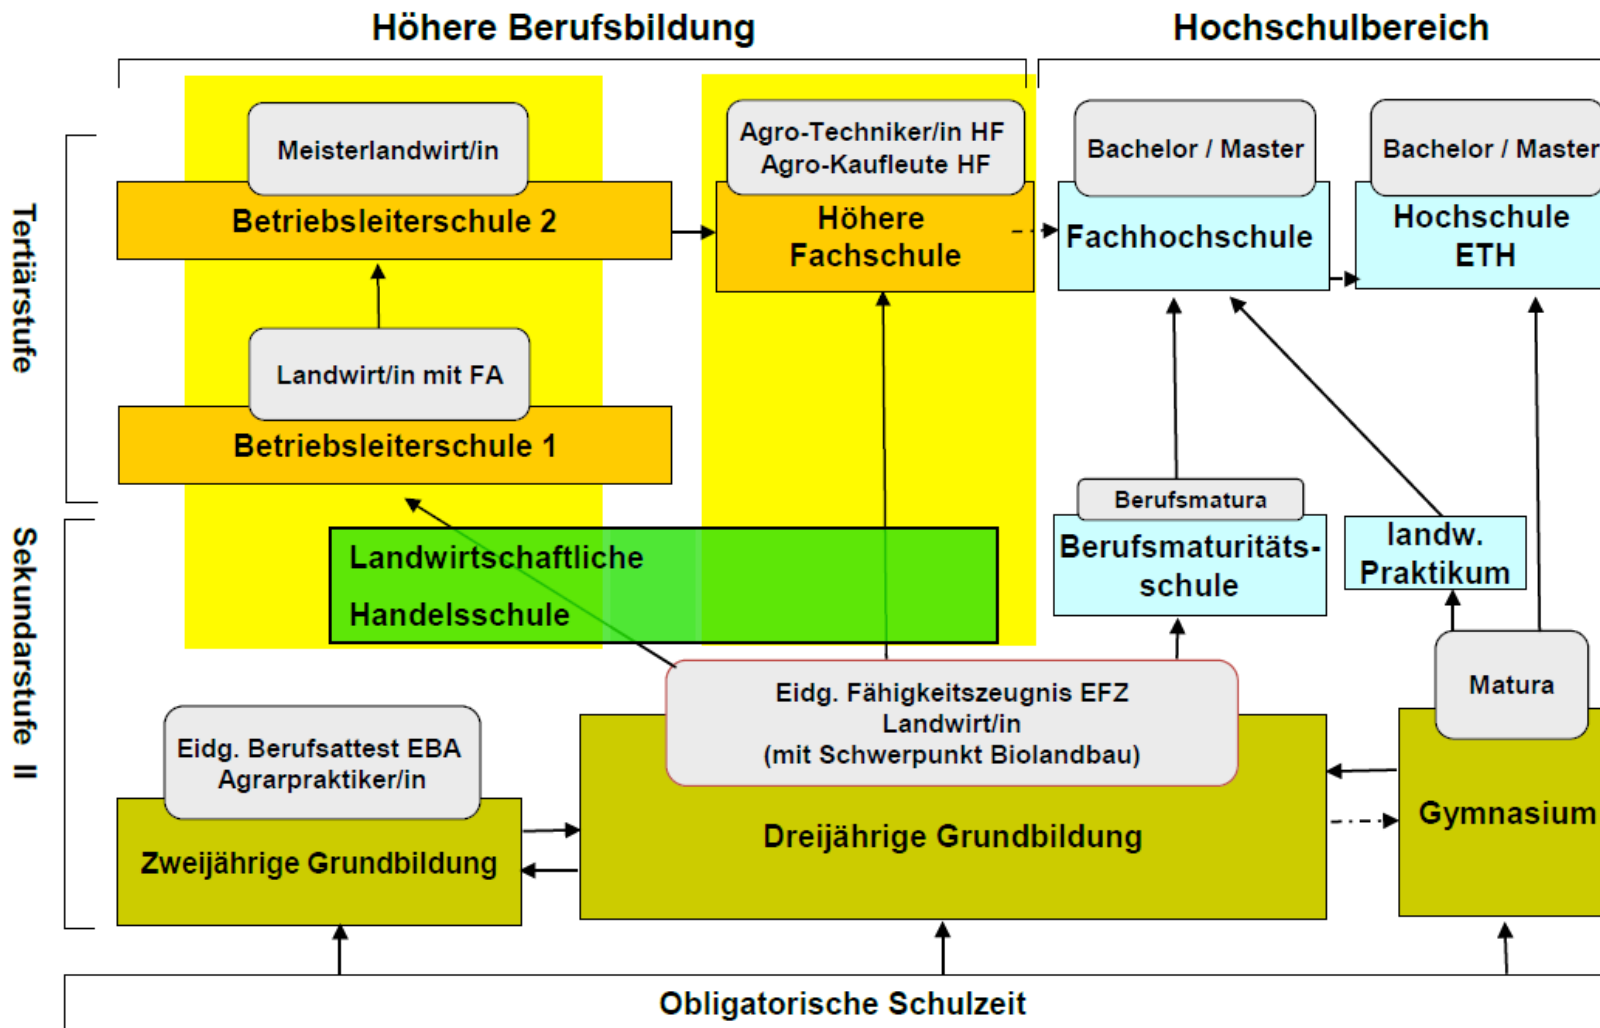 Höhere Berufsbildung
Hochschulbereich
Tertiärstufe
Meisterlandwirt/in
Betriebsleiterschule 2
Agro-Techniker/in HF
Agro-Kaufleute HF
Höhere
Fachschule
Bachelor / Master
Fachhochschule
Bachelor / Master
Hochschule
ETH
Landwirt/in mit FA
Betriebsleiterschule 1
Sekundarstufe II
Landwirtschaftliche
Handelsschule
Berufsmatura
Berufsmaturitäts-
schule
landw.
Praktikum
Eidg. Fähigkeitszeugnis EFZ
Landwirt/in
(mit Schwerpunkt Biolandbau)
Dreijährige Grundbildung
Matura
Gymnasium
Eidg. Berufsattest EBA
Agrarpraktiker/in
Zweijährige Grundbildung
Obligatorische Schulzeit